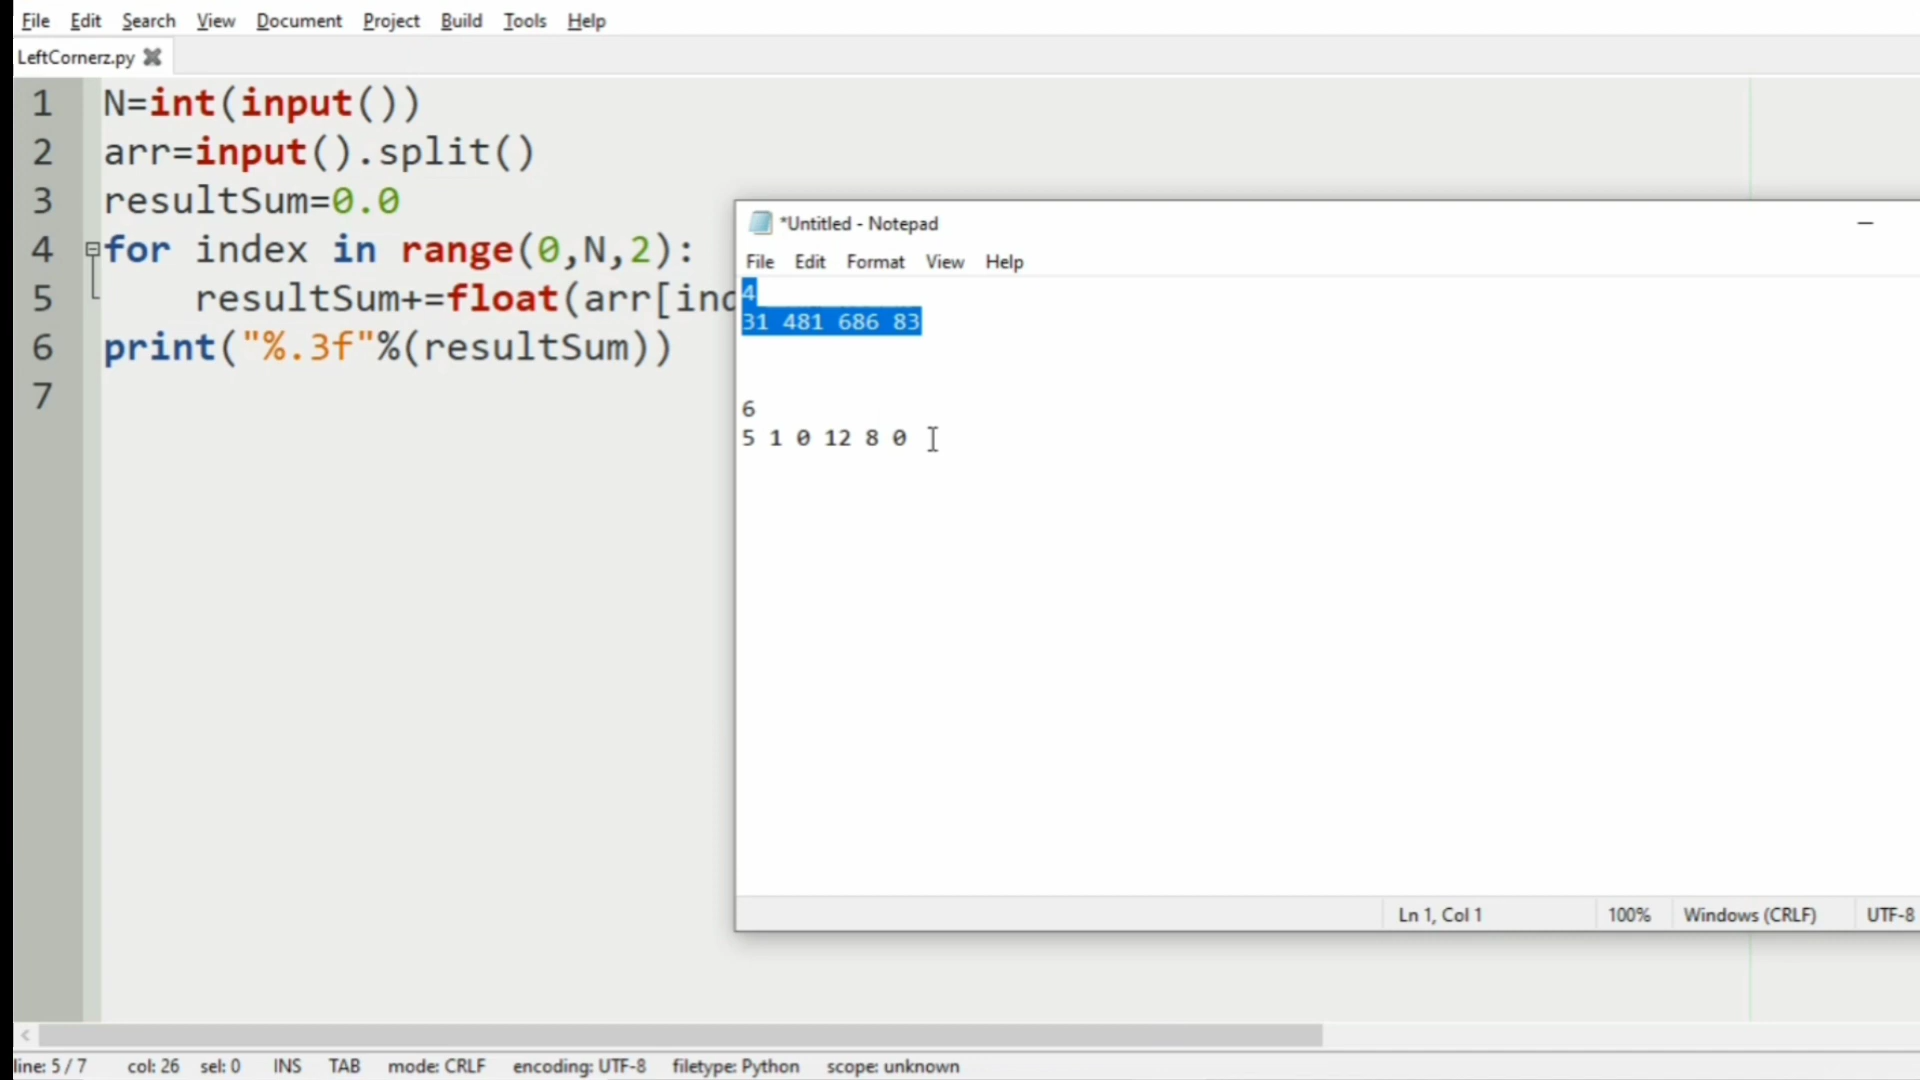 File Edit Search View Document Project Build Tools Help
LeftCornerz.py
1 N=int(input())
2 arr=input().split()
3 resultSum=0.0
4 for index in range(0,N,2):
5 resultSum+=float(arr[ind
6 print("%.3f"%(resultSum))
7
*Untitled - Notepad
File Edit Format View Help
4
31 481 686 83
6
5 1 0 12 8 0
Ln 1, Col 1 100% Windows (CRLF) UTF-8
line: 5 / 7 col: 26 sel: 0 INS TAB mode: CRLF encoding: UTF-8 filetype: Python scope: unknown